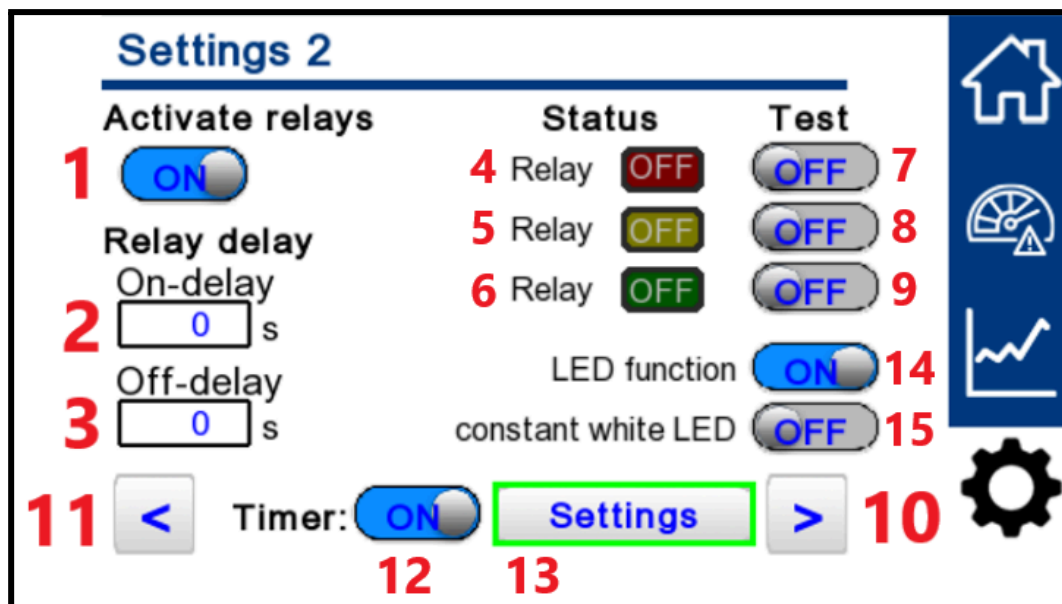 Settings 2
Activate relays Status Test
1 ON 4 Relay OFF OFF 7
Relay delay 5 Relay OFF OFF 8
On-delay 6 Relay OFF OFF 9
2 0 s
Off-delay LED function ON 14
3 0 s constant white LED OFF 15
11 < Timer: ON Settings > 10
12 13